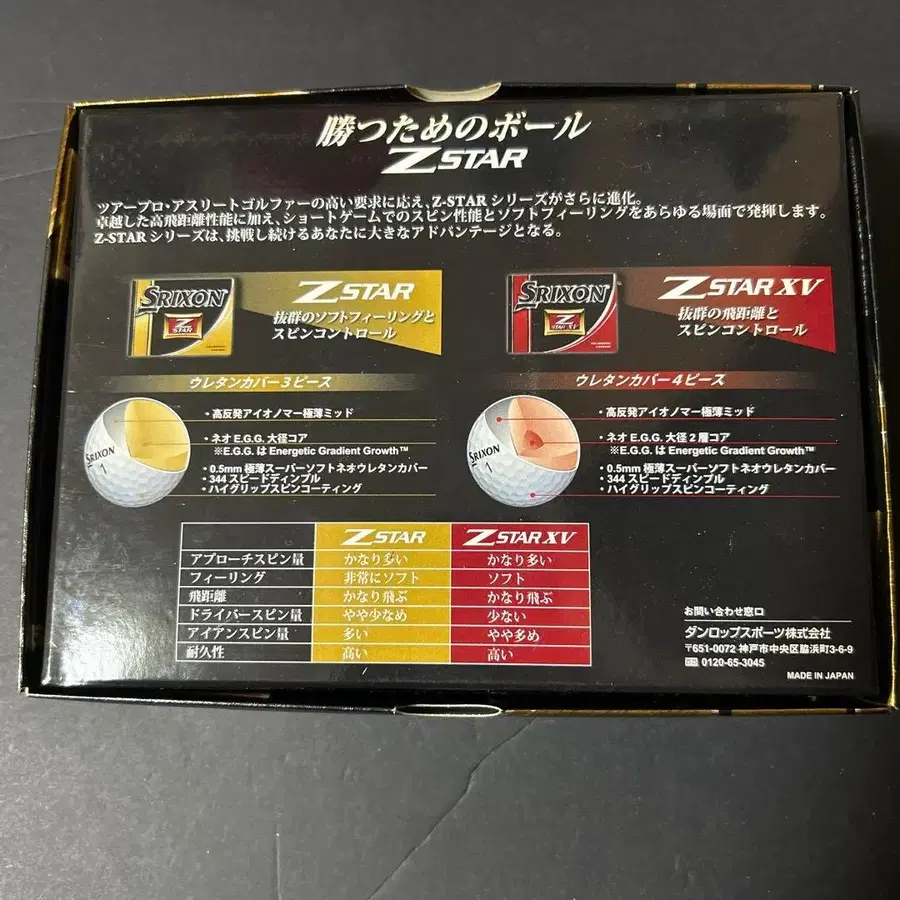 勝つためのボール
Z STAR
ツアープロ・アスリートゴルファーの高い要求に応え、Z-STAR シリーズがさらに進化。
卓越した高飛距離性能に加え、ショートゲームでのスピン性能とソフトフィーリングをあらゆる場面で発揮します。
Z-STAR シリーズは、挑戦し続けるあなたに大きなアドバンテージとなる。
SRIXON
Z STAR
Z STAR
抜群のソフトフィーリングと
スピンコントロール
SRIXON
Z STAR XV
Z STAR XV
抜群の飛距離と
スピンコントロール
ウレタンカバー3ピース
・高反発アイオノマー極薄ミッド
・ネオ E.G.G. 大径コア
※E.G.G. は Energetic Gradient Growth™
・0.5mm 極薄スーパーソフトネオウレタンカバー
・344 スピードディンプル
・ハイグリップスピンコーティング
SRIXON
1
ウレタンカバー4ピース
・高反発アイオノマー極薄ミッド
・ネオ E.G.G. 大径2層コア
※E.G.G. は Energetic Gradient Growth™
・0.5mm 極薄スーパーソフトネオウレタンカバー
・344 スピードディンプル
・ハイグリップスピンコーティング
SRIXON
1
Z STAR Z STAR XV
アプローチスピン量 かなり多い かなり多い
フィーリング 非常にソフト ソフト
飛距離 かなり飛ぶ かなり飛ぶ
ドライバースピン量 やや少なめ 少ない
アイアンスピン量 多い やや多め
耐久性 高い 高い
お問い合わせ窓口
ダンロップスポーツ株式会社
〒651-0072 神戸市中央区脇浜町3-6-9
0120-65-3045
MADE IN JAPAN